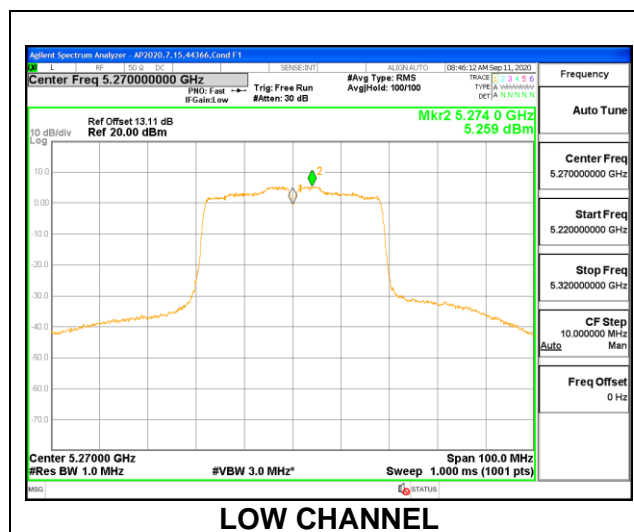 Agilent Spectrum Analyzer - AP2020.7.15,44366,Cond F1
L RF 50 Ω DC SENSE:INT ALIGN AUTO 08:46:12 AM Sep 11, 2020
Center Freq 5.270000000 GHz
PNO: Fast
IFGain:Low
Trig: Free Run
#Atten: 30 dB
#Avg Type: RMS
Avg|Hold: 100/100
TRACE 1 2 3 4 5 6
TYPE A WWWWW
DET A N N N N N
Mkr2 5.274 0 GHz
5.259 dBm
Ref Offset 13.11 dB
10 dB/div Ref 20.00 dBm
Log
10.0
0.00
-10.0
-20.0
-30.0
-40.0
-50.0
-60.0
-70.0
1
2
Center 5.27000 GHz Span 100.0 MHz
#Res BW 1.0 MHz #VBW 3.0 MHz* Sweep 1.000 ms (1001 pts)
MSG STATUS
Frequency
Auto Tune
Center Freq
5.270000000 GHz
Start Freq
5.220000000 GHz
Stop Freq
5.320000000 GHz
CF Step
10.000000 MHz
Auto Man
Freq Offset
0 Hz
LOW CHANNEL